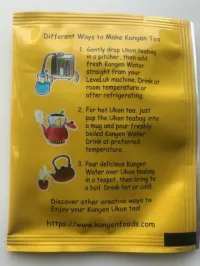 Different Ways to Make Kangen Tea
1. Gently drop Ukon teabag
in a pitcher, then add
fresh Kangen Water
straight from your
LeveLuk machine. Drink at
room temperature or
after refrigerating.
2. For hot Ukon tea, just
pop the Ukon teabag into
a mug and pour freshly
boiled Kangen Water
Drink at preferred
temperature.
3. Pour delicious Kangen
Water over Ukon teabag
in a teapot, then bring to
a boil. Drink hot or cold.
Discover other creative ways to
Enjoy your Kangen Ukon tea!
https://www.kangenfoods.com